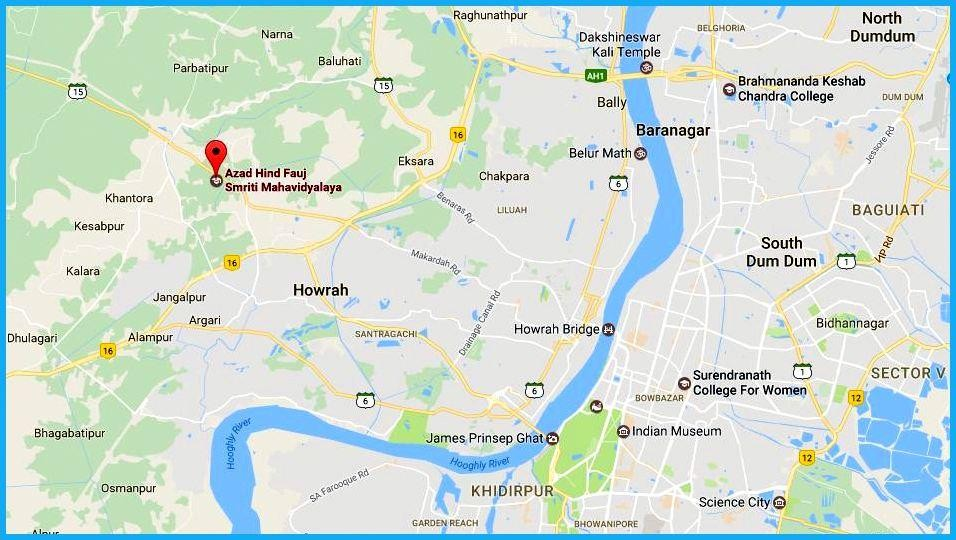 Raghunathpur
North
Dumdum
BELGHORIA
Narna
Dakshineswar
Kali Temple
Baluhati
Parbatipur
AH1
Brahmananda Keshab
Chandra College
15
15
DUM DUM
Bally
Baranagar
16
Jessore Rd
Belur Math
Eksara
Azad Hind Fauj
Smriti Mahavidyalaya
Chakpara
6
Khantora
LILUAH
BAGUIATI
Benaras Rd
Kesabpur
South
Dum Dum
Makardah Rd
16
1
Kalara
Howrah
Jangalpur
Drainage Canal Rd
Argari
Howrah Bridge
Bidhannagar
Dhulagari
Alampur
SANTRAGACHI
16
1
SECTOR V
Surendranath
College For Women
6
6
BOWBAZAR
12
Bhagabatipur
Hooghly River
James Prinsep Ghat
Indian Museum
12
Hooghly River
Osmanpur
SA Farooque Rd
KHIDIRPUR
Science City
GARDEN REACH
BHOWANIPORE